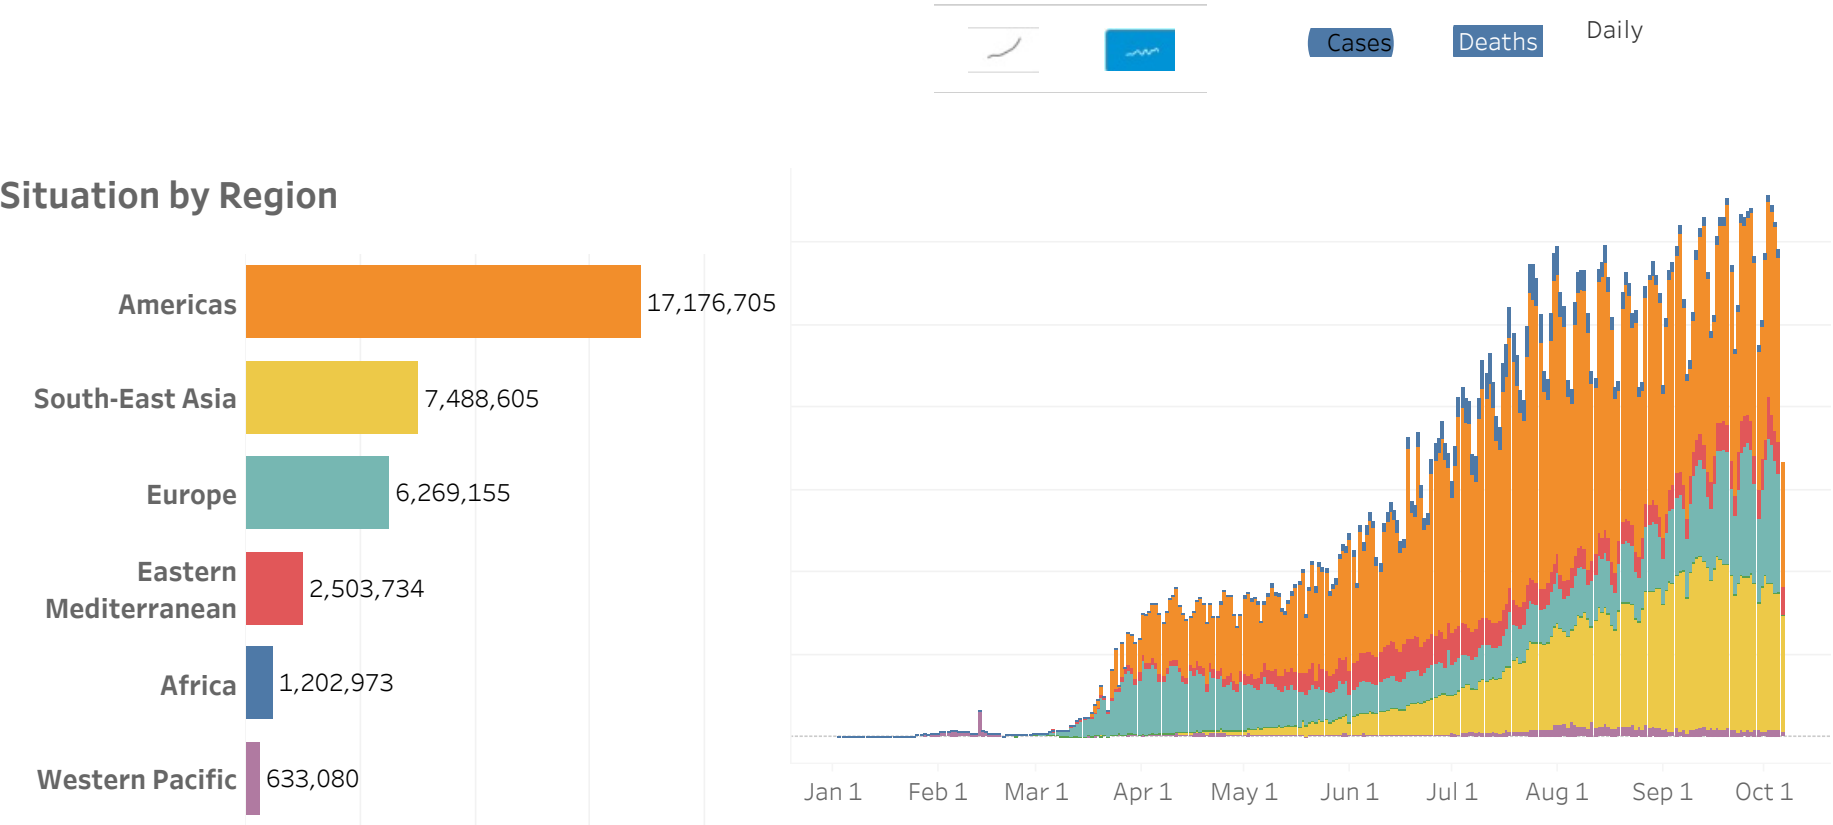 Cases
Deaths
Daily
Situation by Region
Americas
17,176,705
South-East Asia
7,488,605
Europe
6,269,155
Eastern
Mediterranean
2,503,734
Africa
1,202,973
Western Pacific
633,080
Jan 1
Feb 1
Mar 1
Apr 1
May 1
Jun 1
Jul 1
Aug 1
Sep 1
Oct 1